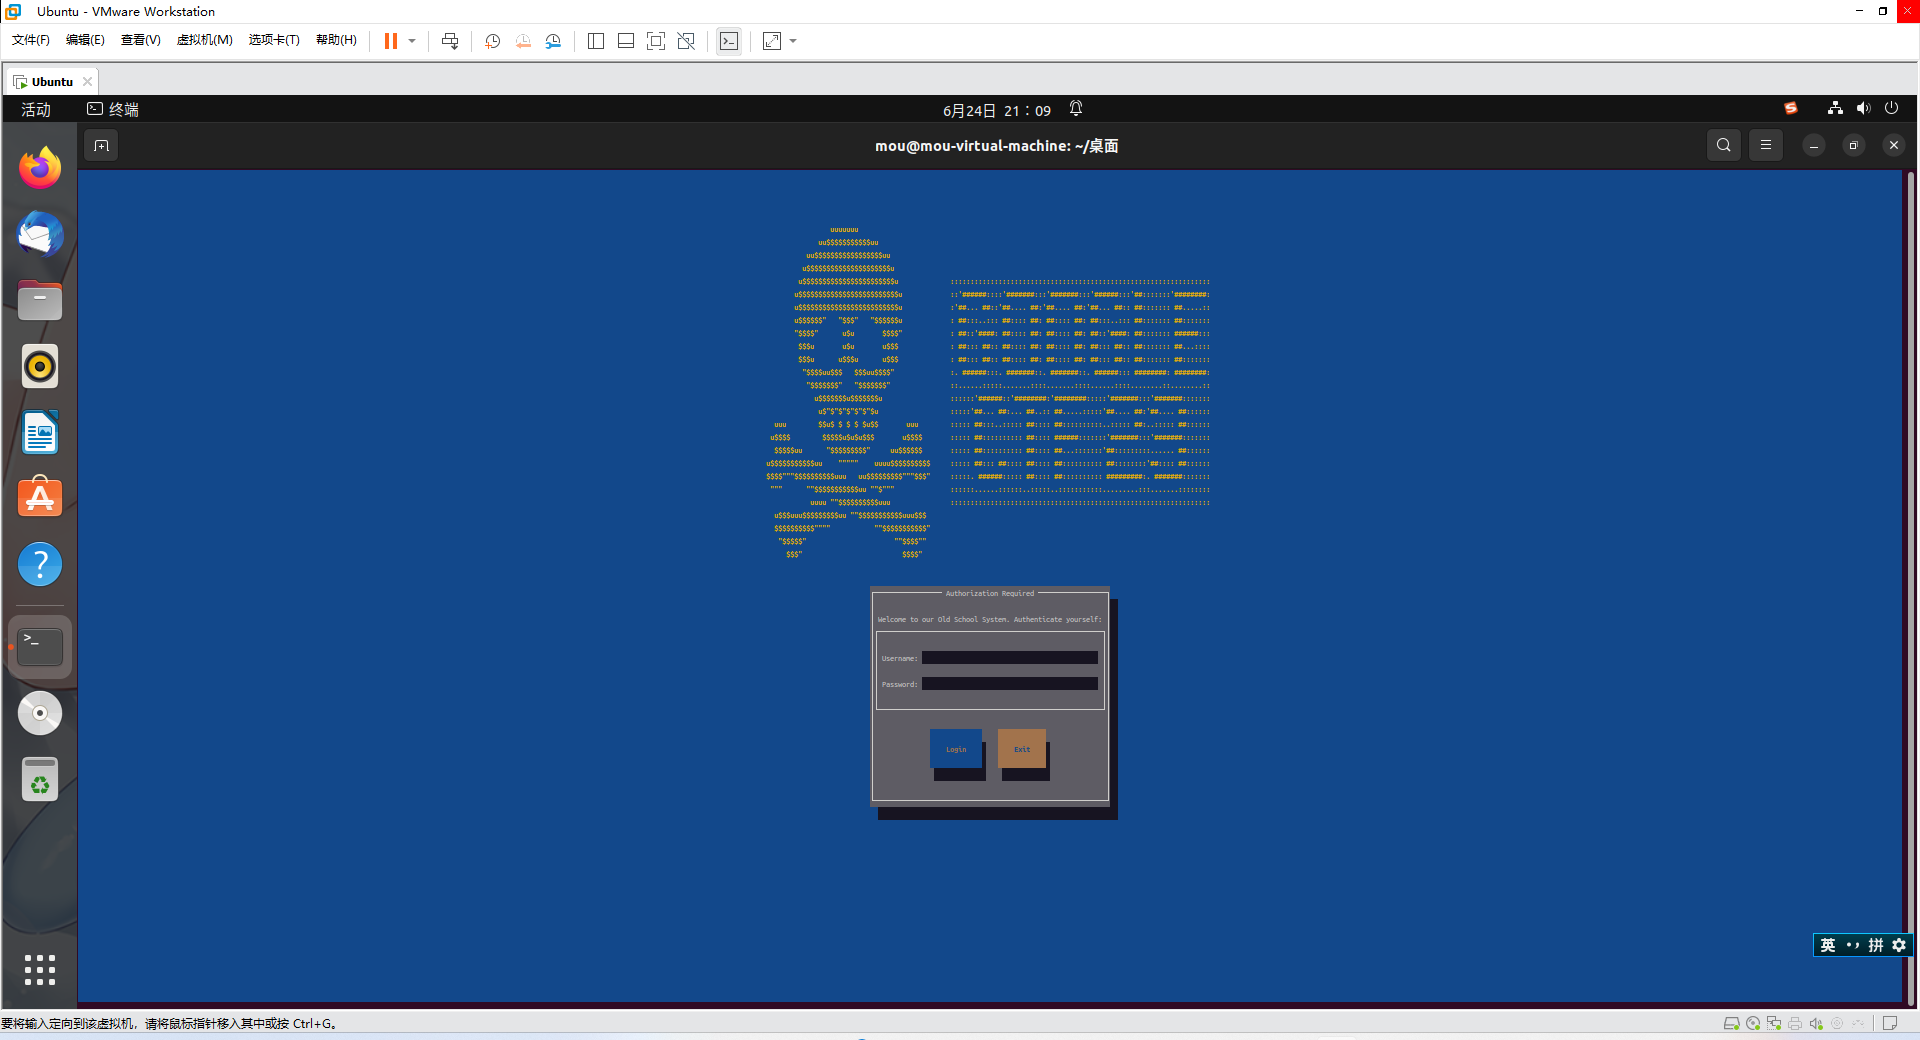 Ubuntu - VMware Workstation
文件(F) 编辑(E) 查看(V) 虚拟机(M) 选项卡(T) 帮助(H)
Ubuntu
活动 终端 6月24日 21：09
mou@mou-virtual-machine: ~/桌面
Authorization Required
Welcome to our Old School System. Authenticate yourself:
Username:
Password:
Login Exit
英 •, 拼
要将输入定向到该虚拟机，请将鼠标指针移入其中或按 Ctrl+G。